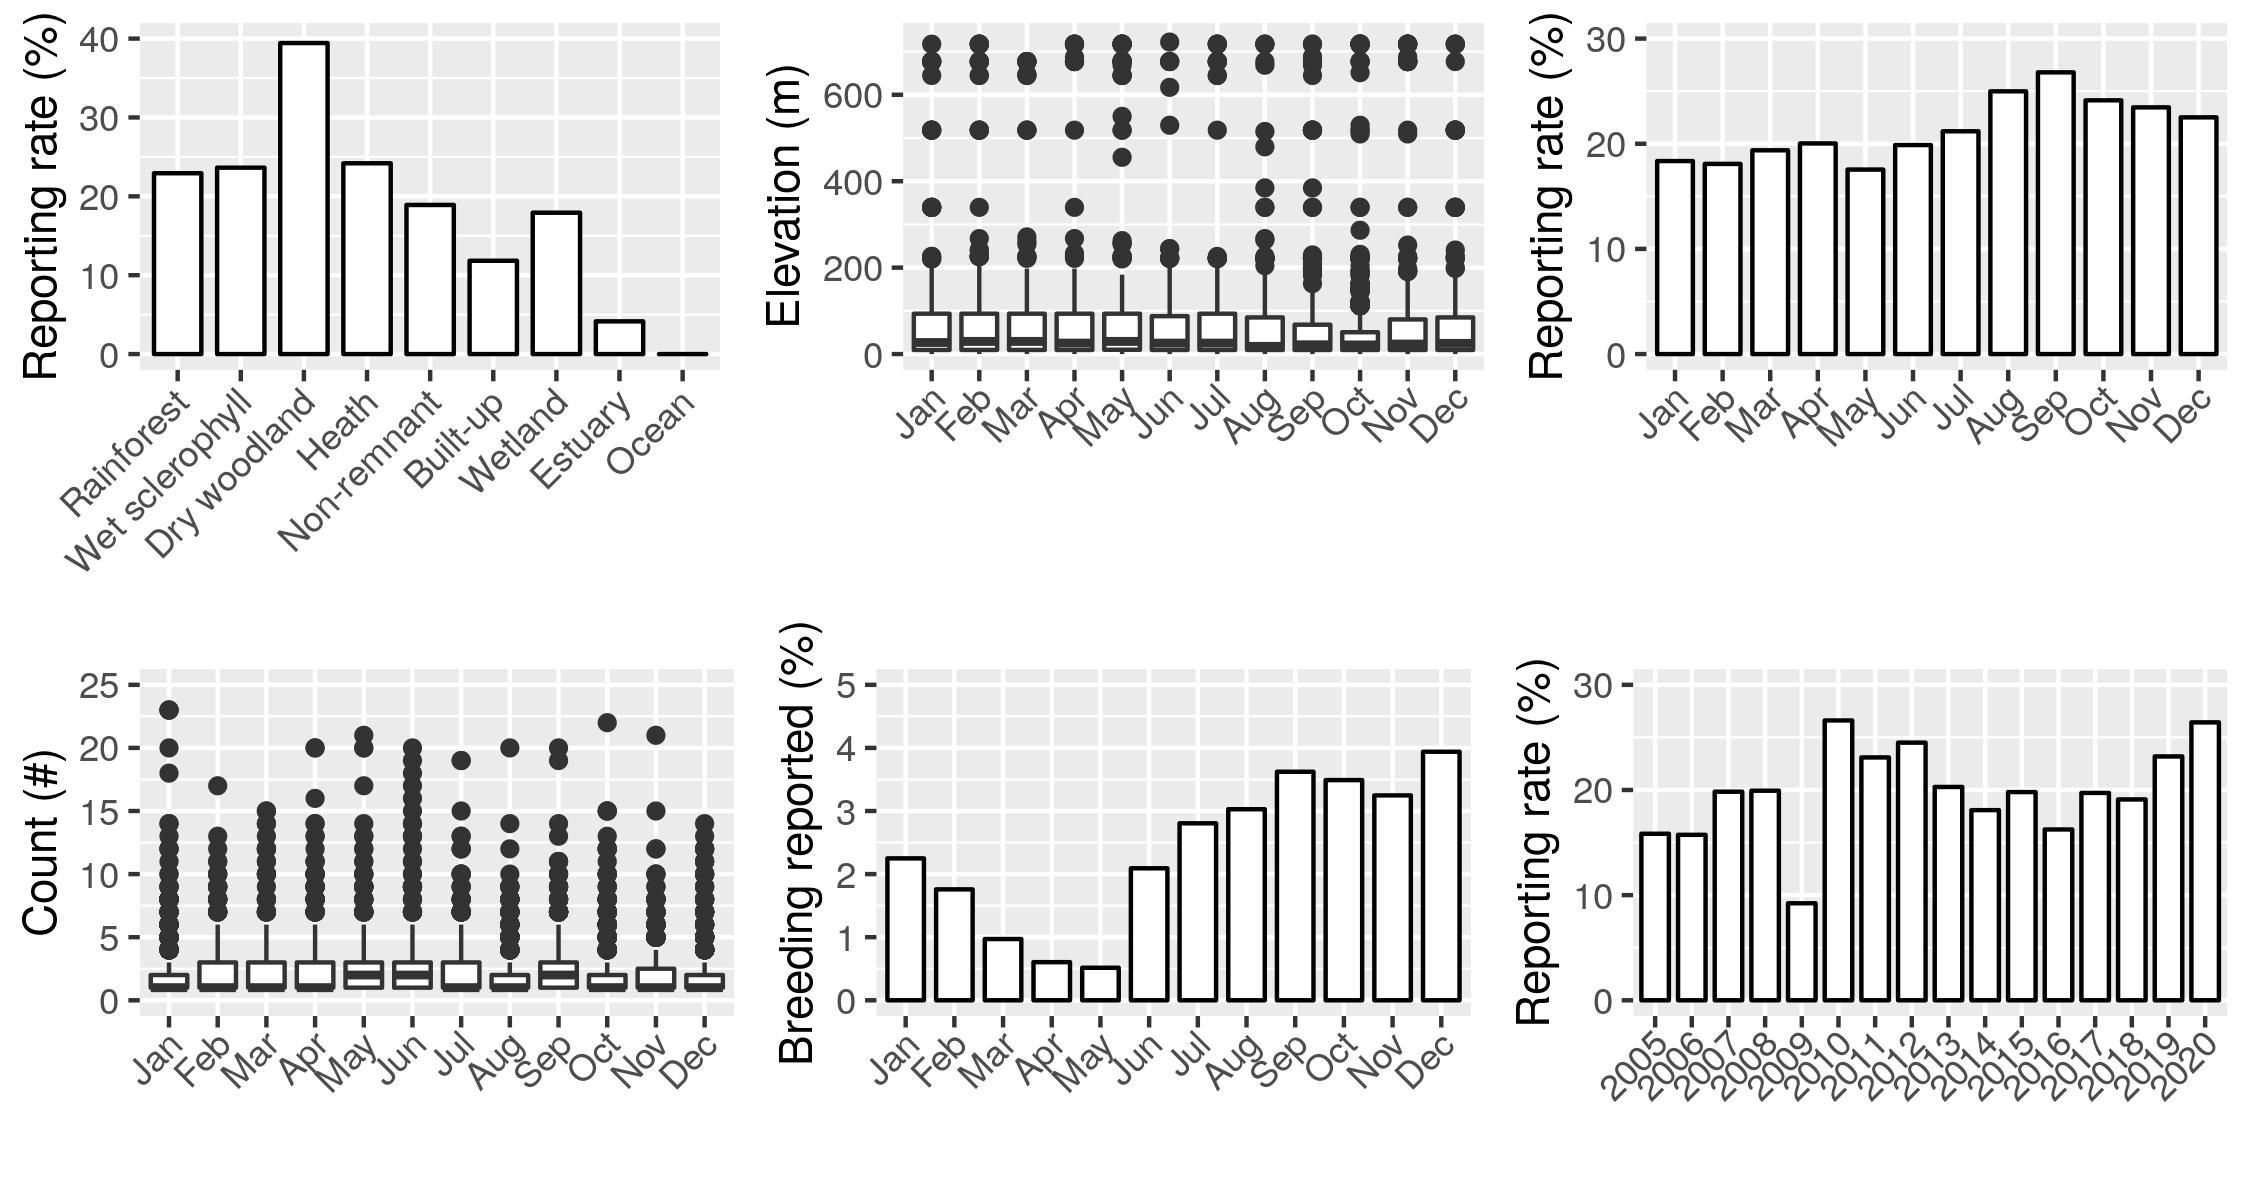 Reporting rate (%)
40
30
20
10
0
Rainforest
Wet sclerophyll
Dry woodland
Heath
Non-remnant
Built-up
Wetland
Estuary
Ocean
Elevation (m)
600
400
200
0
Jan
Feb
Mar
Apr
May
Jun
Jul
Aug
Sep
Oct
Nov
Dec
Reporting rate (%)
30
20
10
0
Jan
Feb
Mar
Apr
May
Jun
Jul
Aug
Sep
Oct
Nov
Dec
Count (#)
25
20
15
10
5
0
Jan
Feb
Mar
Apr
May
Jun
Jul
Aug
Sep
Oct
Nov
Dec
Breeding reported (%)
5
4
3
2
1
0
Jan
Feb
Mar
Apr
May
Jun
Jul
Aug
Sep
Oct
Nov
Dec
Reporting rate (%)
30
20
10
0
2005
2006
2007
2008
2009
2010
2011
2012
2013
2014
2015
2016
2017
2018
2019
2020